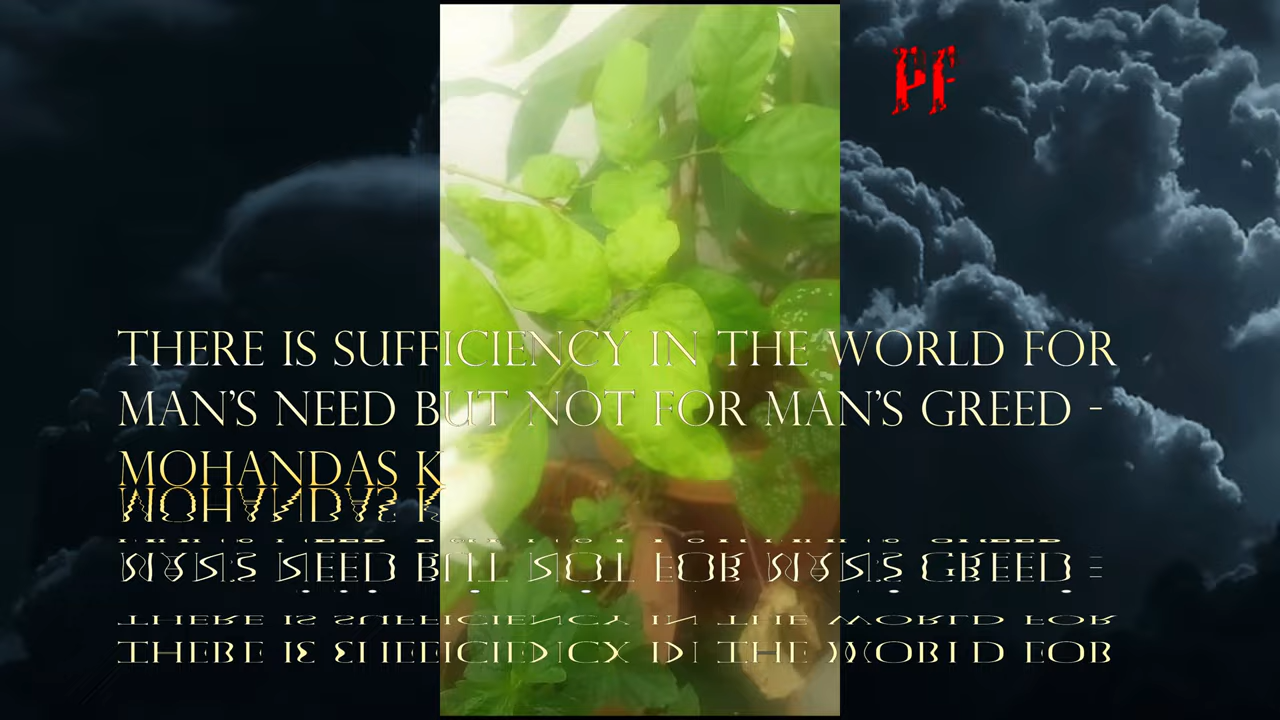 PF
THERE IS SUFFICIENCY IN THE WORLD FOR
MAN'S NEED BUT NOT FOR MAN'S GREED -
MOHANDAS K